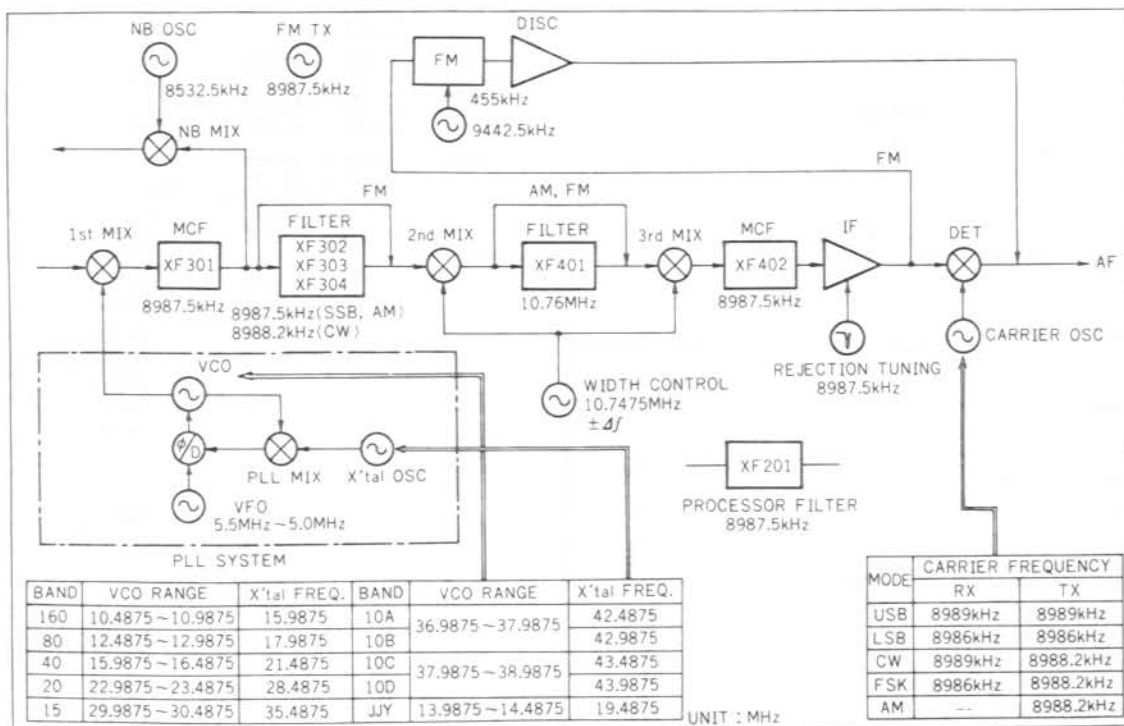 NB OSC
8532.5kHz
NB MIX
FM TX
8987.5kHz
DISC
FM
455kHz
9442.5kHz
FM
FM
AM, FM
1st MIX
MCF
XF301
8987.5kHz
FILTER
XF302
XF303
XF304
8987.5kHz(SSB, AM)
8988.2kHz(CW)
2nd MIX
FILTER
XF401
10.76MHz
3rd MIX
MCF
XF402
8987.5kHz
IF
DET
AF
CARRIER OSC
REJECTION TUNING
8987.5kHz
WIDTH CONTROL
10.7475MHz
±Δf
VCO
φ/D
PLL MIX
X'tal OSC
VFO
5.5MHz~5.0MHz
PLL SYSTEM
XF201
PROCESSOR FILTER
8987.5kHz
BAND VCO RANGE X'tal FREQ. BAND VCO RANGE X'tal FREQ.
160 10.4875~10.9875 15.9875 10A 36.9875~37.9875 42.4875
80 12.4875~12.9875 17.9875 10B 42.9875
40 15.9875~16.4875 21.4875 10C 37.9875~38.9875 43.4875
20 22.9875~23.4875 28.4875 10D 43.9875
15 29.9875~30.4875 35.4875 JJY 13.9875~14.4875 19.4875
UNIT : MHz
MODE CARRIER FREQUENCY
RX TX
USB 8989kHz 8989kHz
LSB 8986kHz 8986kHz
CW 8989kHz 8988.2kHz
FSK 8986kHz 8988.2kHz
AM -- 8988.2kHz